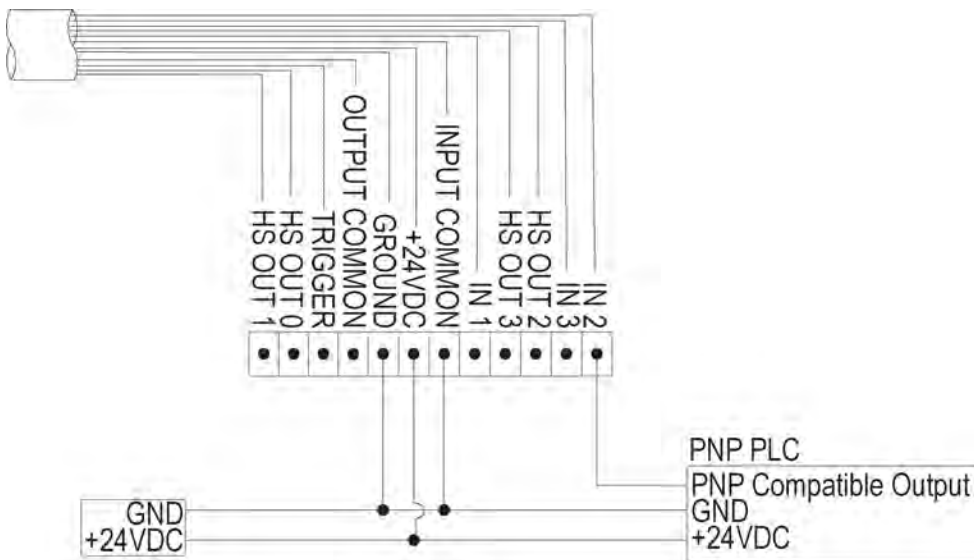 HS OUT 1
HS OUT 0
TRIGGER
OUTPUT COMMON
GROUND
+24VDC
INPUT COMMON
IN 1
HS OUT 3
HS OUT 2
IN 3
IN 2
PNP PLC
PNP Compatible Output
GND
+24VDC
GND
+24VDC